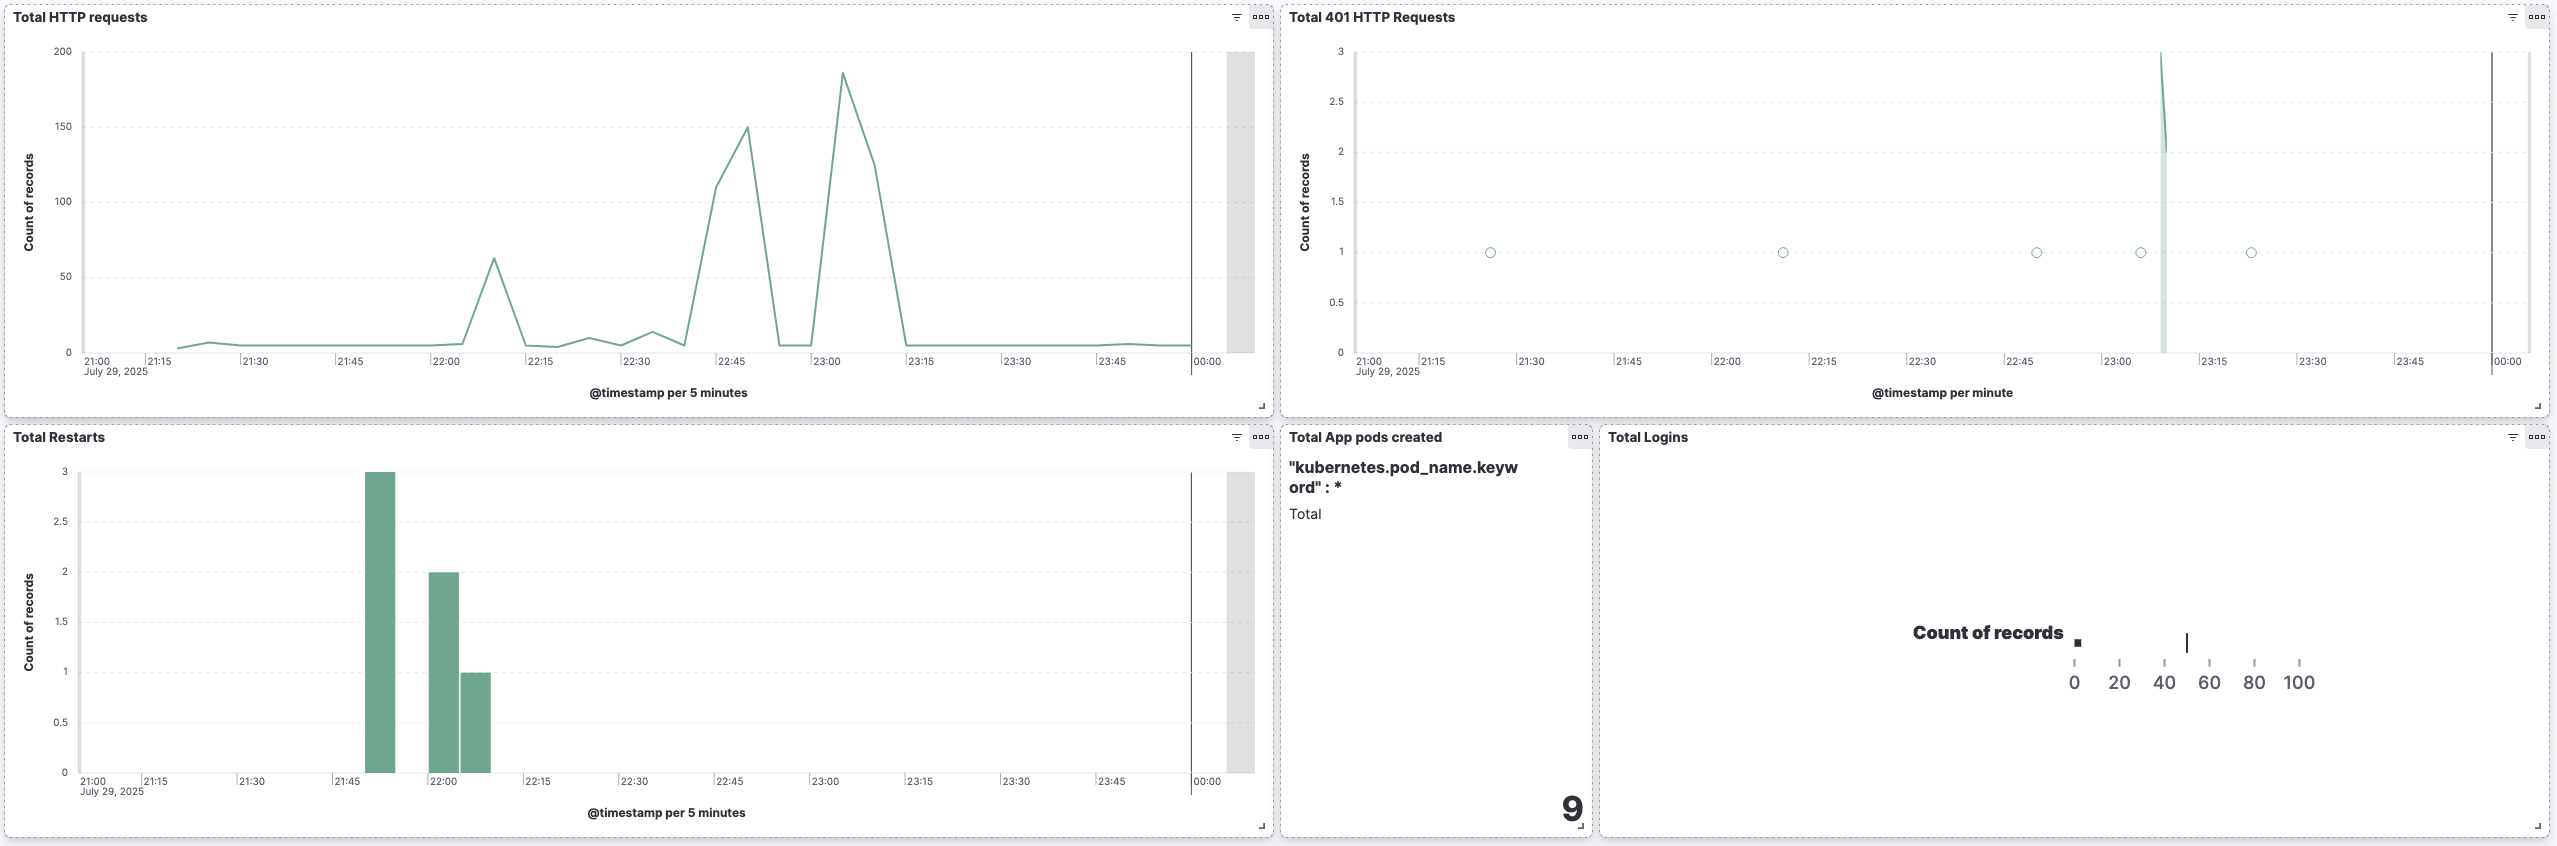 Total HTTP requests
Count of records
200
150
100
50
0
21:00 21:15 21:30 21:45 22:00 22:15 22:30 22:45 23:00 23:15 23:30 23:45 00:00
July 29, 2025
@timestamp per 5 minutes
Total 401 HTTP Requests
Count of records
3
2.5
2
1.5
1
0.5
0
21:00 21:15 21:30 21:45 22:00 22:15 22:30 22:45 23:00 23:15 23:30 23:45 00:00
July 29, 2025
@timestamp per minute
Total Restarts
Count of records
3
2.5
2
1.5
1
0.5
0
21:00 21:15 21:30 21:45 22:00 22:15 22:30 22:45 23:00 23:15 23:30 23:45 00:00
July 29, 2025
@timestamp per 5 minutes
Total App pods created
"kubernetes.pod_name.keyw
ord" : *
Total
9
Total Logins
Count of records
0 20 40 60 80 100